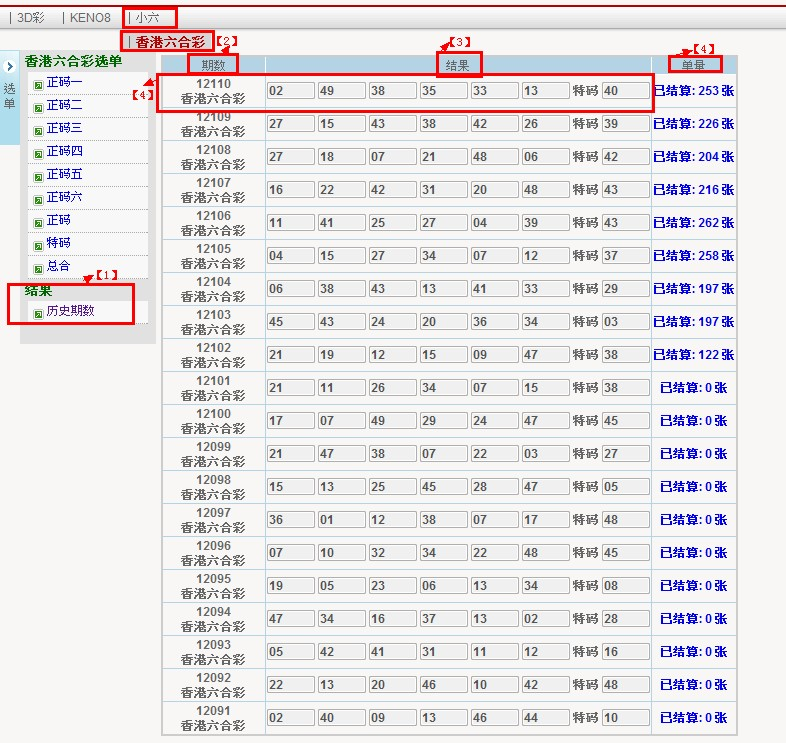 3D彩 | KENO8 | 小六
香港六合彩 【2】 【3】 【4】
香港六合彩选单
选单
正码一
【4】
正码二
正码三
正码四
正码五
正码六
正码
特码
总合
【1】
结果
历史期数
期数 结果 单量
12110 香港六合彩 02 49 38 35 33 13 特码 40 已结算: 253 张
12109 香港六合彩 27 15 43 38 42 26 特码 39 已结算: 226 张
12108 香港六合彩 27 18 07 21 48 06 特码 42 已结算: 204 张
12107 香港六合彩 16 22 42 31 20 48 特码 43 已结算: 216 张
12106 香港六合彩 11 41 25 27 04 39 特码 43 已结算: 262 张
12105 香港六合彩 04 15 27 34 07 12 特码 37 已结算: 258 张
12104 香港六合彩 06 38 43 13 41 33 特码 29 已结算: 197 张
12103 香港六合彩 45 43 24 20 36 34 特码 03 已结算: 197 张
12102 香港六合彩 21 19 12 15 09 47 特码 38 已结算: 122 张
12101 香港六合彩 21 11 26 34 07 15 特码 38 已结算: 0 张
12100 香港六合彩 17 07 49 29 24 47 特码 45 已结算: 0 张
12099 香港六合彩 21 47 38 07 22 03 特码 27 已结算: 0 张
12098 香港六合彩 15 13 25 45 28 47 特码 05 已结算: 0 张
12097 香港六合彩 36 01 12 38 07 17 特码 48 已结算: 0 张
12096 香港六合彩 07 10 32 34 22 48 特码 45 已结算: 0 张
12095 香港六合彩 19 05 23 06 13 34 特码 08 已结算: 0 张
12094 香港六合彩 47 34 16 37 13 02 特码 28 已结算: 0 张
12093 香港六合彩 05 42 41 31 11 12 特码 16 已结算: 0 张
12092 香港六合彩 22 13 20 46 10 42 特码 48 已结算: 0 张
12091 香港六合彩 02 40 09 13 46 44 特码 10 已结算: 0 张